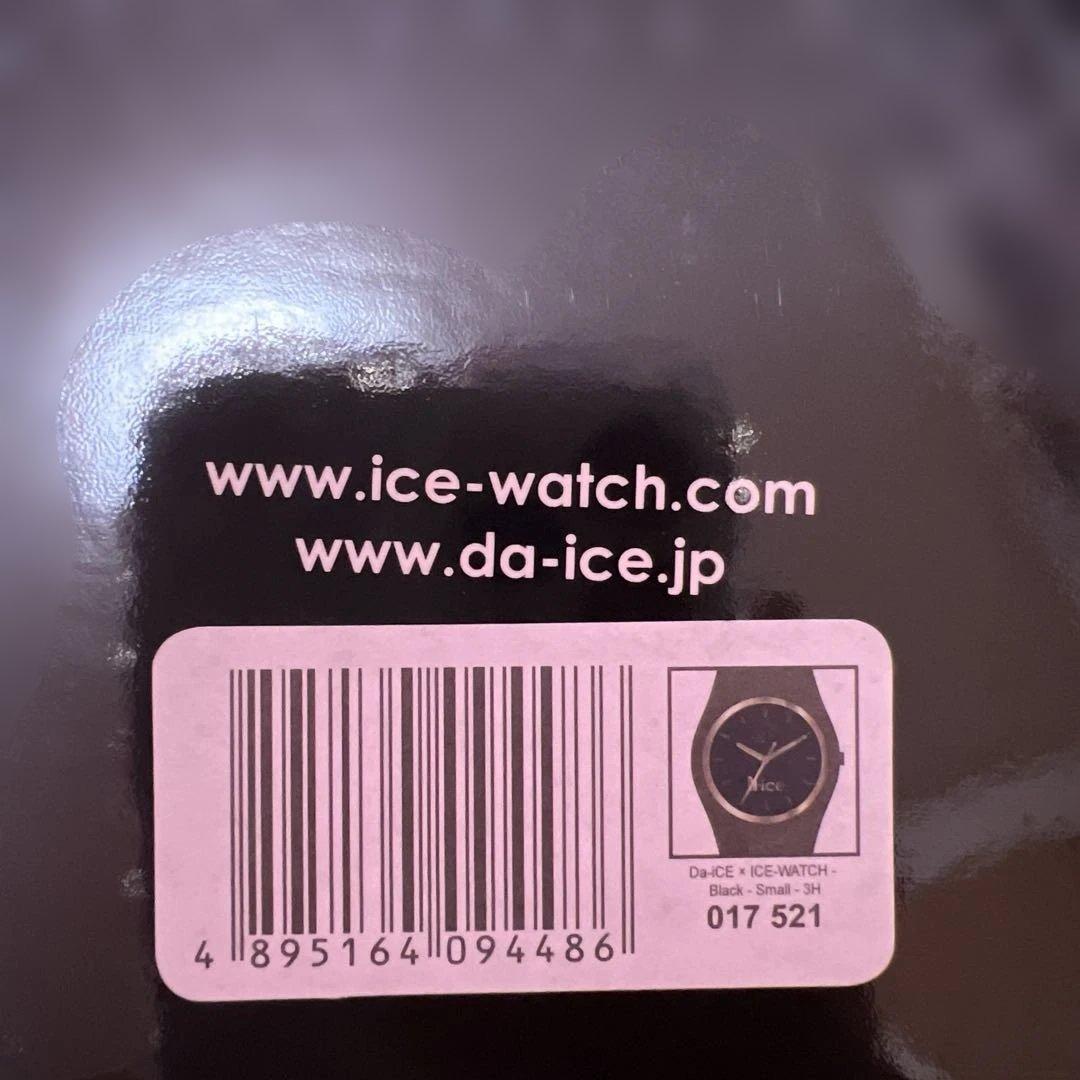 www.ice-watch.com
www.da-ice.jp
4 895164 094486
Da-iCE × ICE-WATCH -
Black - Small - 3H
017 521